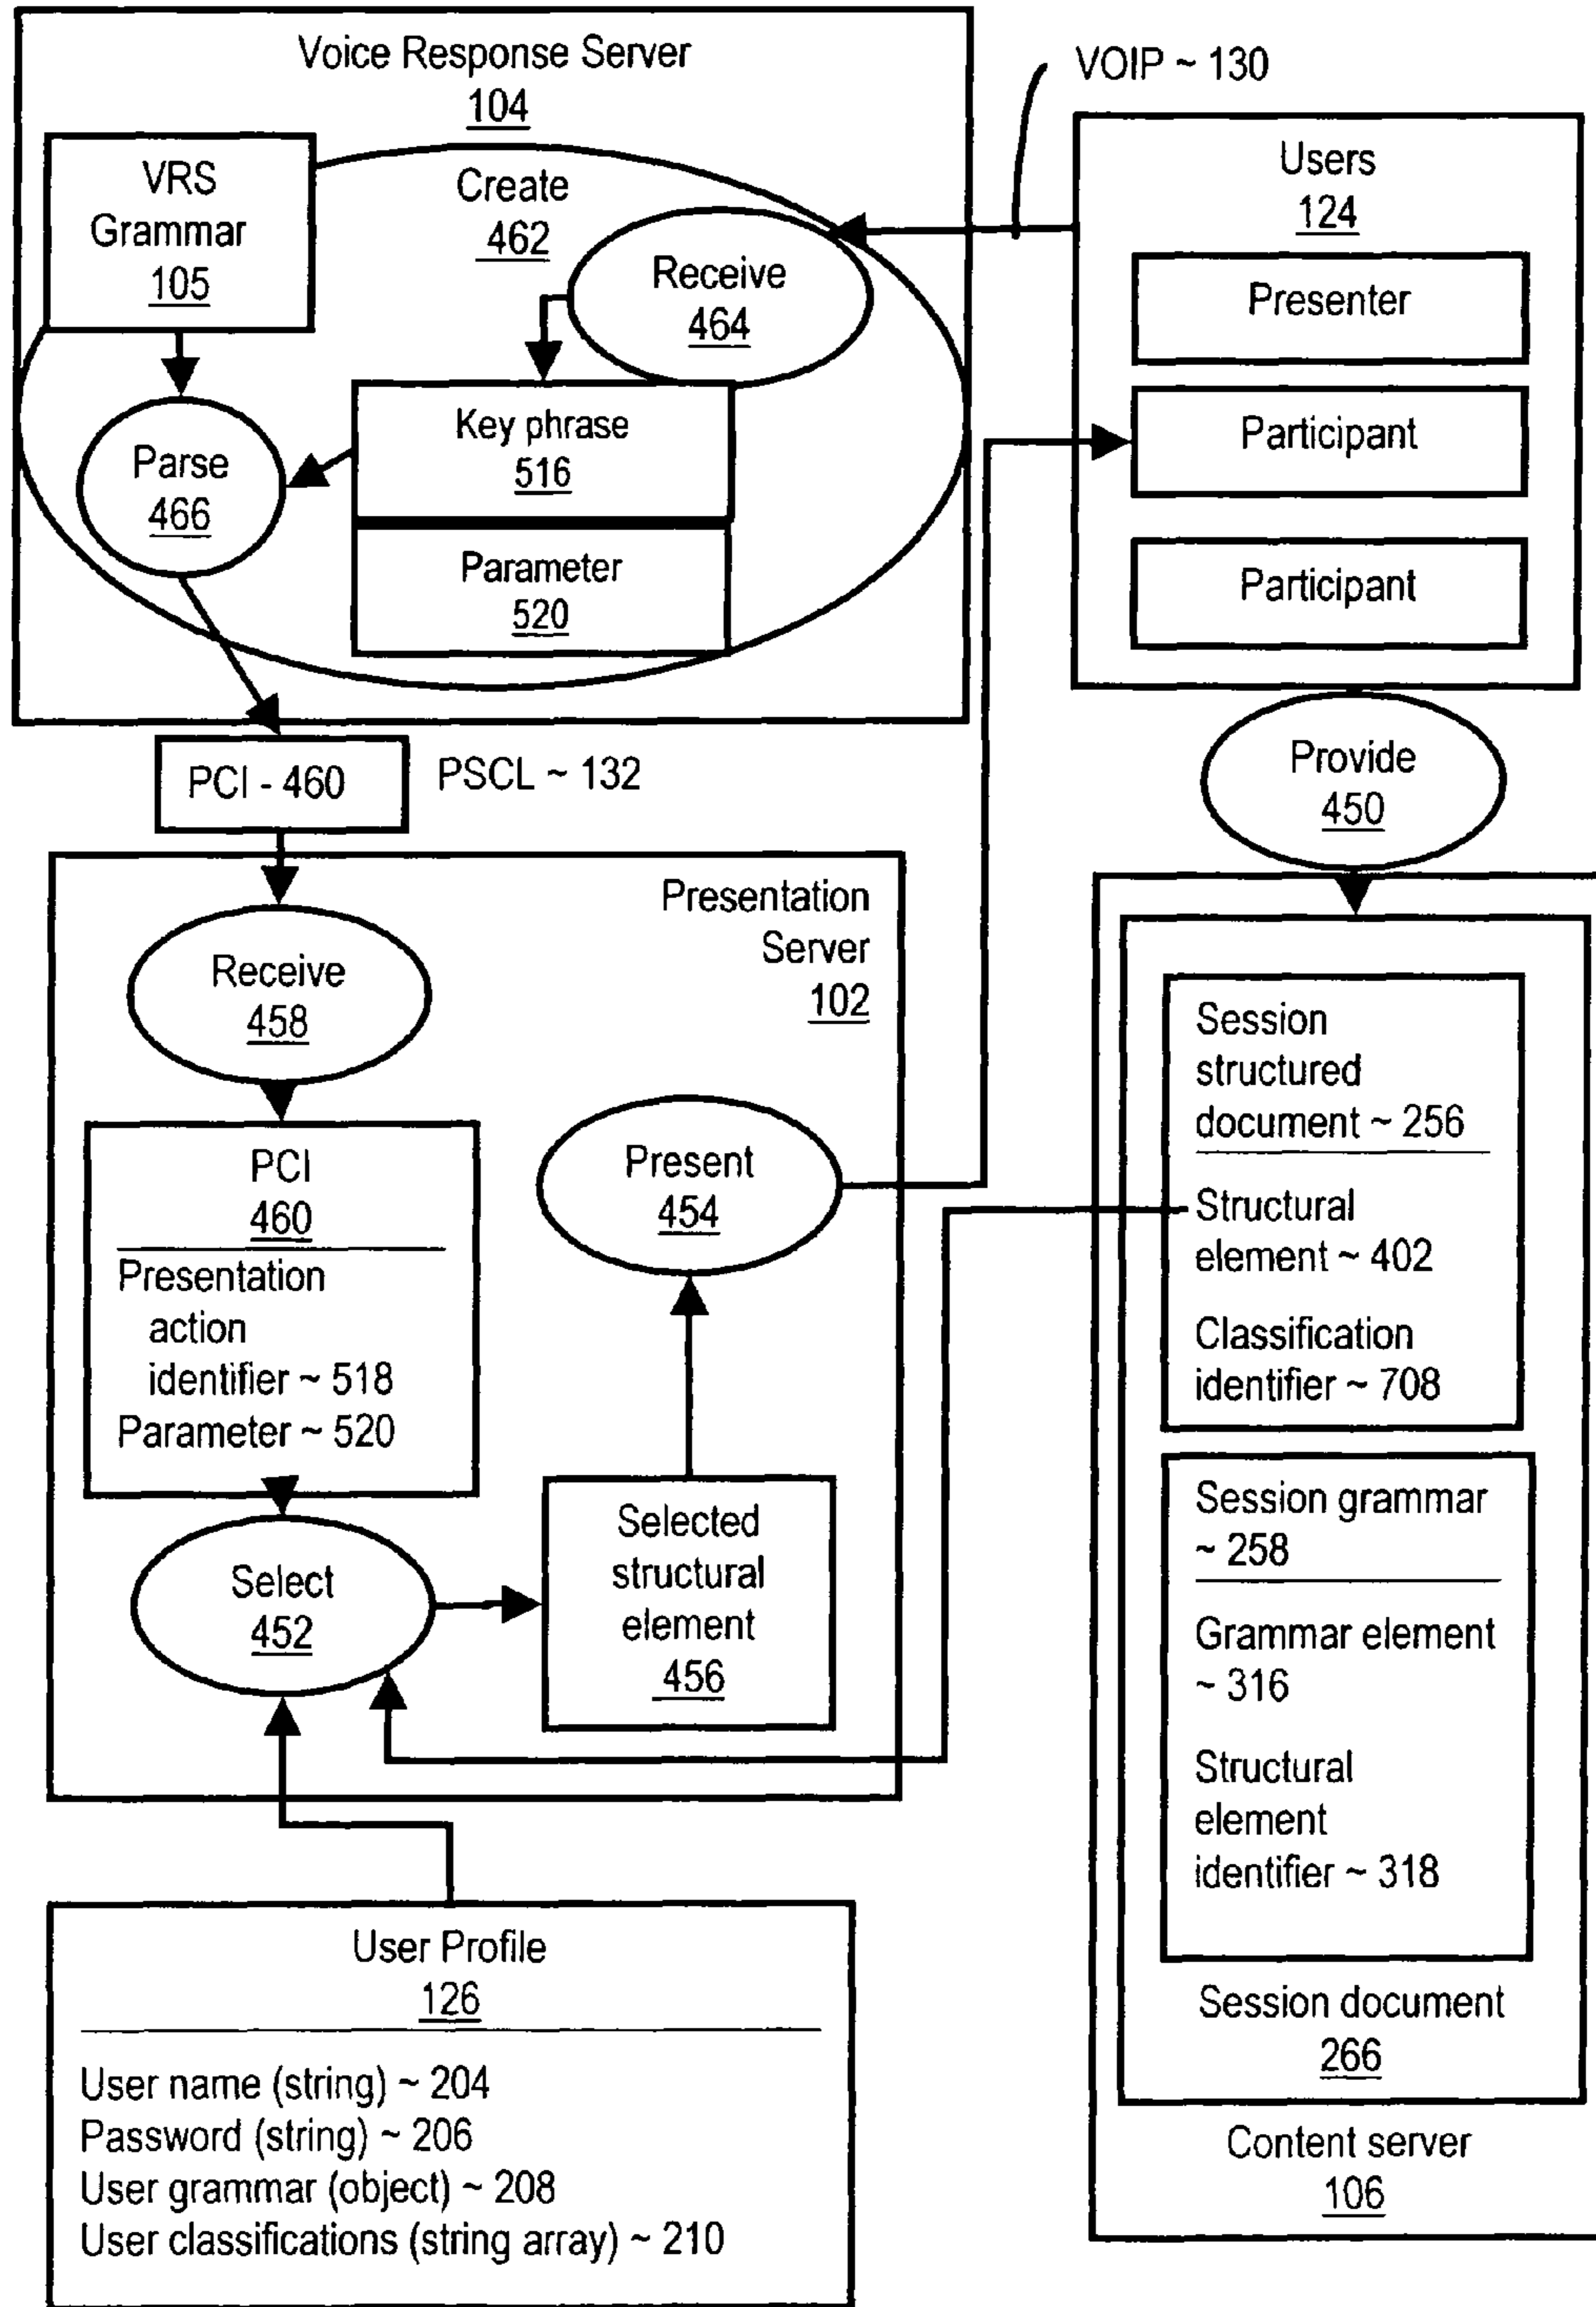 Voice Response Server
104
VOIP ~ 130
VRS
Grammar
105
Create
462
Receive
464
Key phrase
516
Parse
466
Parameter
520
Users
124
Presenter
Participant
Participant
PCI - 460
PSCL ~ 132
Provide
450
Presentation
Server
102
Receive
458
PCI
460
Presentation
action
identifier ~ 518
Parameter ~ 520
Present
454
Select
452
Selected
structural
element
456
Session
structured
document ~ 256
Structural
element ~ 402
Classification
identifier ~ 708
Session grammar
~ 258
Grammar element
~ 316
Structural
element
identifier ~ 318
Session document
266
Content server
106
User Profile
126
User name (string) ~ 204
Password (string) ~ 206
User grammar (object) ~ 208
User classifications (string array) ~ 210